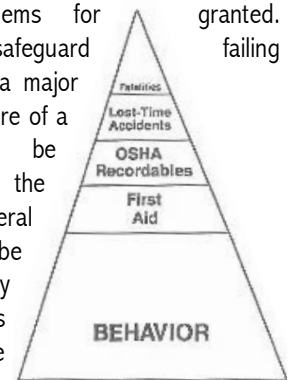 ems for granted.
safeguard failing
a major
Fatalities
re of a
Lost-Time
Accidents
be
OSHA
Recordables
the
First
Aid
eral
be
y
s
BEHAVIOR
e